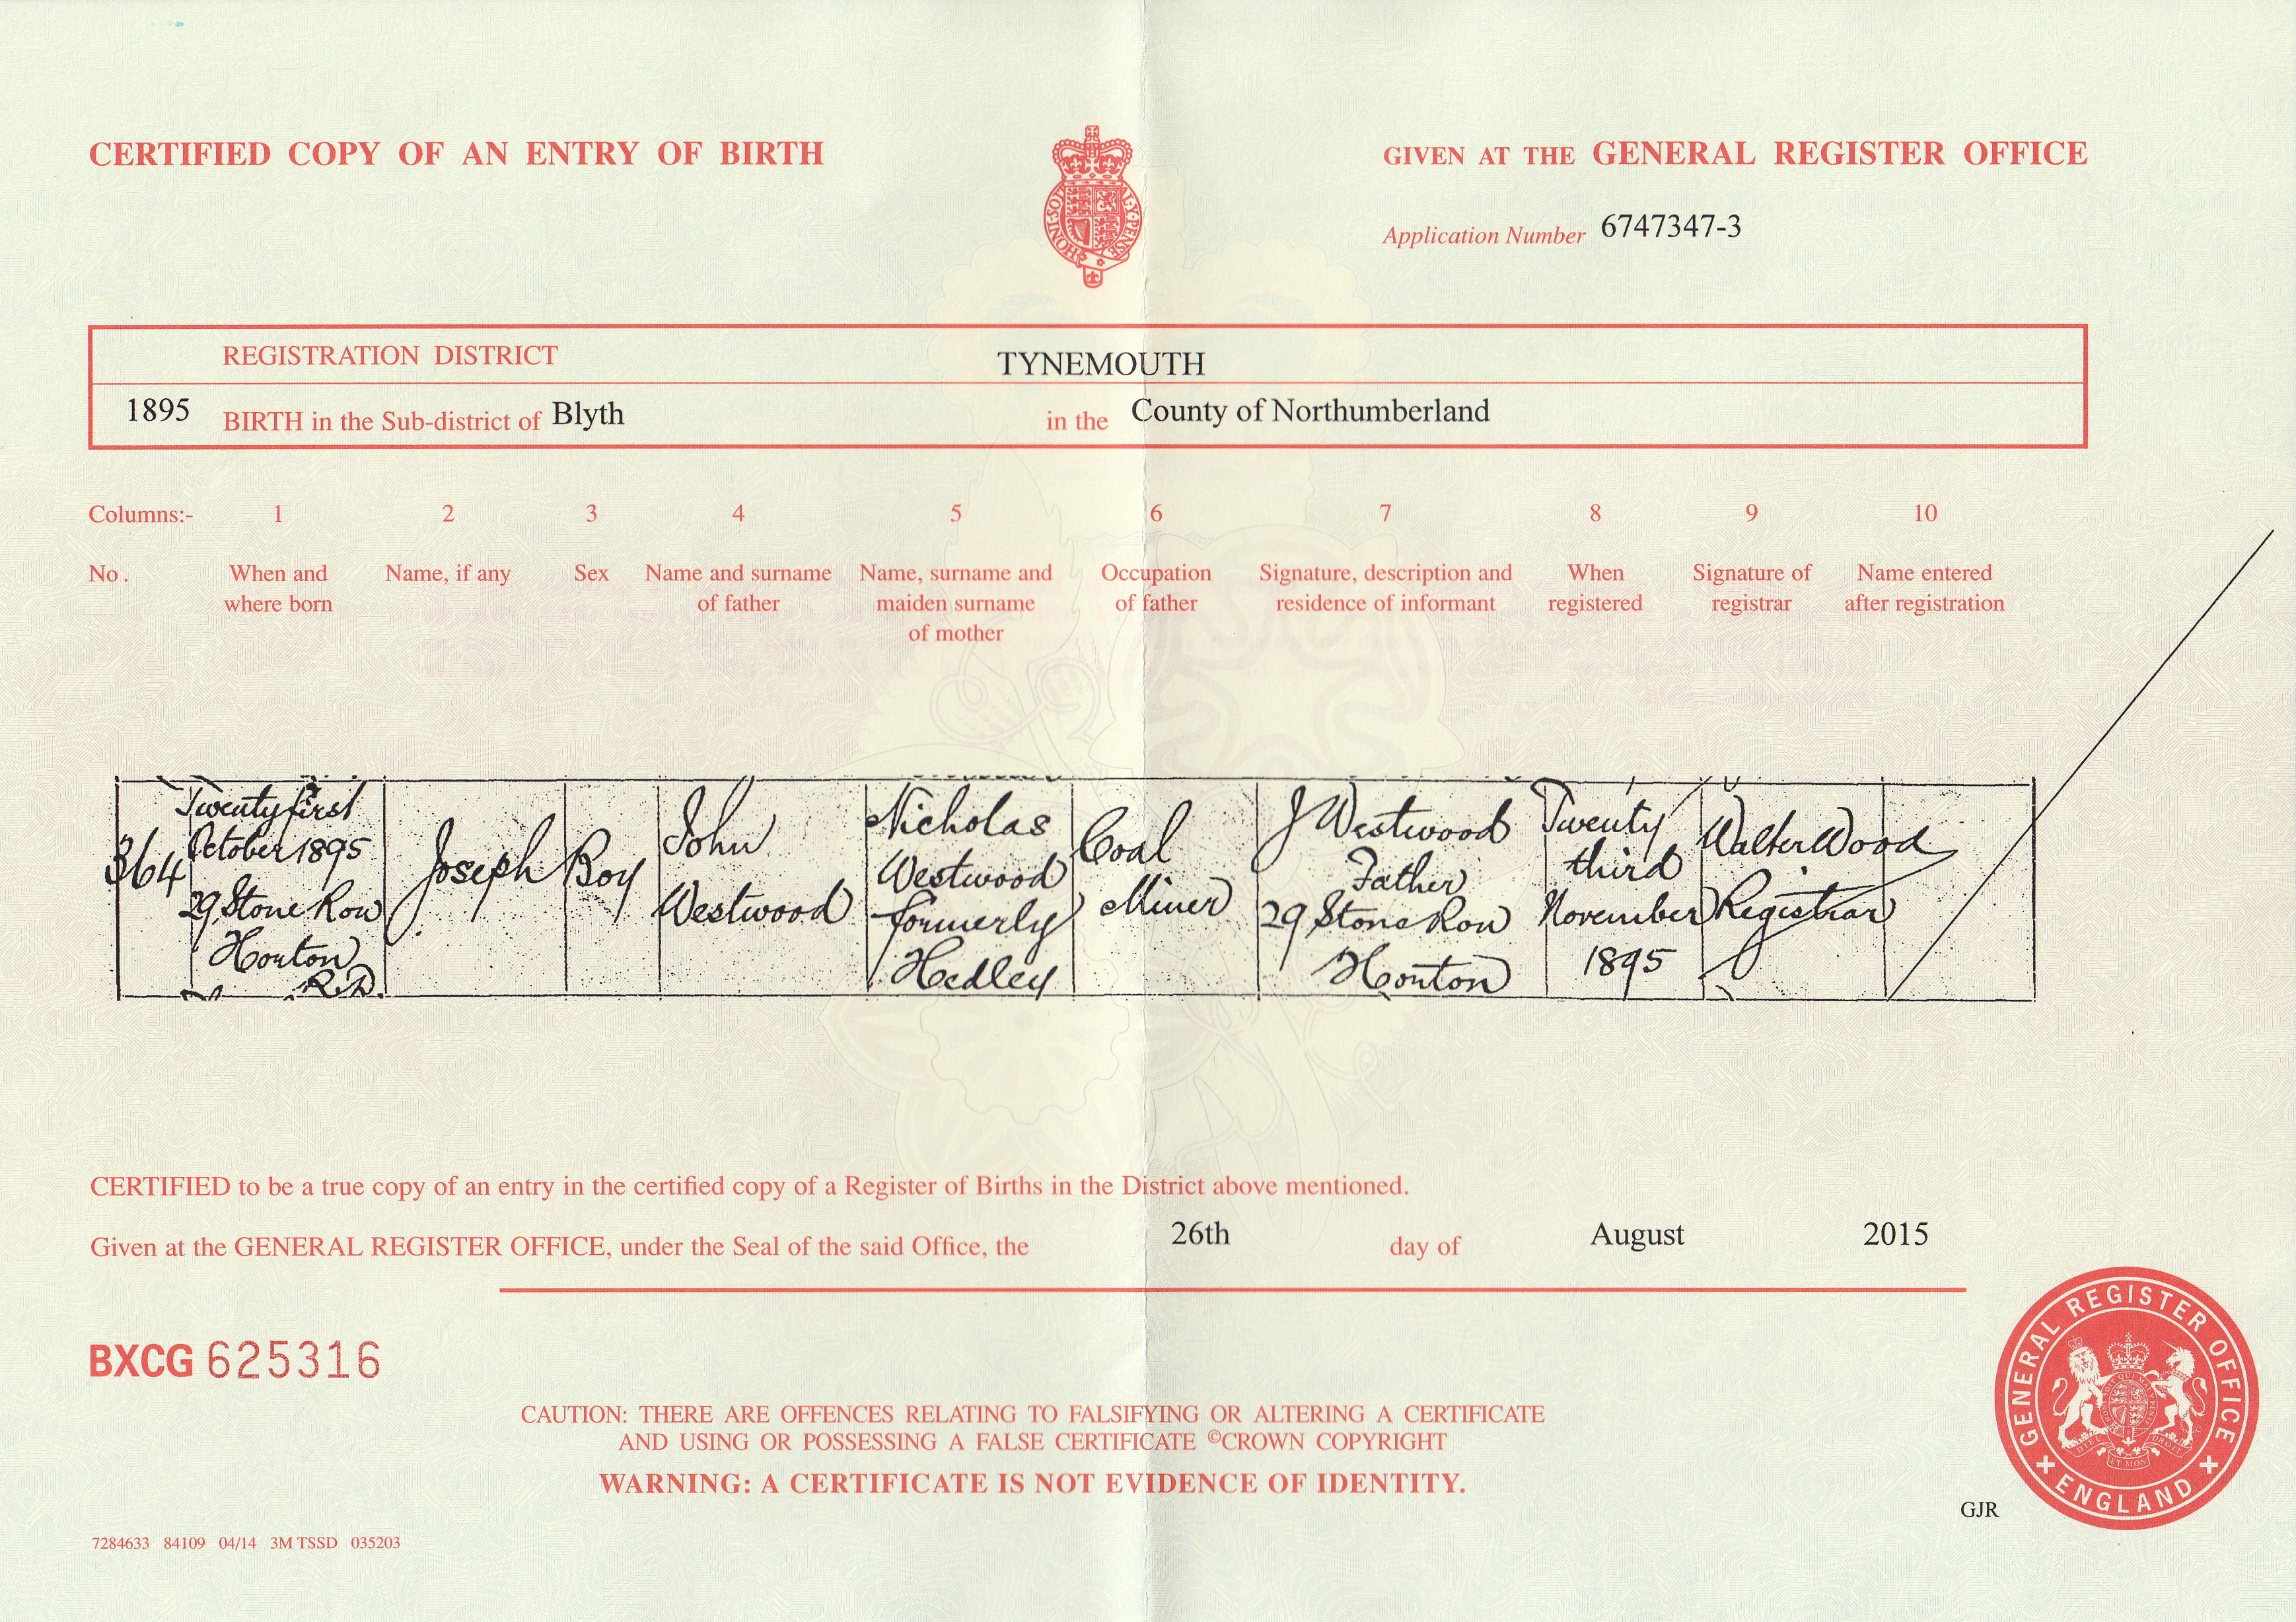 CERTIFIED COPY OF AN ENTRY OF BIRTH
GIVEN AT THE GENERAL REGISTER OFFICE
HONI·SOIT
MAL·Y·PENSE
Application Number 6747347-3
REGISTRATION DISTRICT TYNEMOUTH
1895 BIRTH in the Sub-district of Blyth in the County of Northumberland
Columns:- 1 2 3 4 5 6 7 8 9 10
No. When and Name, if any Sex Name and surname Name, surname and Occupation Signature, description and When Signature of Name entered
where born of father maiden surname of father residence of informant registered registrar after registration
of mother
364
Twenty first
October 1895
29 Stone Row
Horton
R.D.
Joseph
Boy
John
Westwood
Nicholas
Westwood
formerly
Hedley
Coal
Miner
J Westwood
Father
29 Stone Row
Horton
Twenty
third
November
1895
Walter Wood
Registrar
CERTIFIED to be a true copy of an entry in the certified copy of a Register of Births in the District above mentioned.
Given at the GENERAL REGISTER OFFICE, under the Seal of the said Office, the 26th day of August 2015
BXCG 625316
CAUTION: THERE ARE OFFENCES RELATING TO FALSIFYING OR ALTERING A CERTIFICATE
AND USING OR POSSESSING A FALSE CERTIFICATE ©CROWN COPYRIGHT
WARNING: A CERTIFICATE IS NOT EVIDENCE OF IDENTITY.
GENERAL REGISTER OFFICE
ENGLAND
DIEU ET MON DROIT
GJR
7284633 84109 04/14 3M TSSD 035203